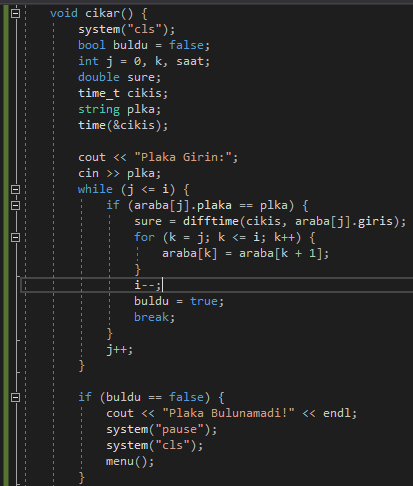 void cikar() {
system("cls");
bool buldu = false;
int j = 0, k, saat;
double sure;
time_t cikis;
string plka;
time(&cikis);
cout << "Plaka Girin:";
cin >> plka;
while (j <= i) {
if (araba[j].plaka == plka) {
sure = difftime(cikis, araba[j].giris);
for (k = j; k <= i; k++) {
araba[k] = araba[k + 1];
}
i--;
buldu = true;
break;
}
j++;
}
if (buldu == false) {
cout << "Plaka Bulunamadi!" << endl;
system("pause");
system("cls");
menu();
}